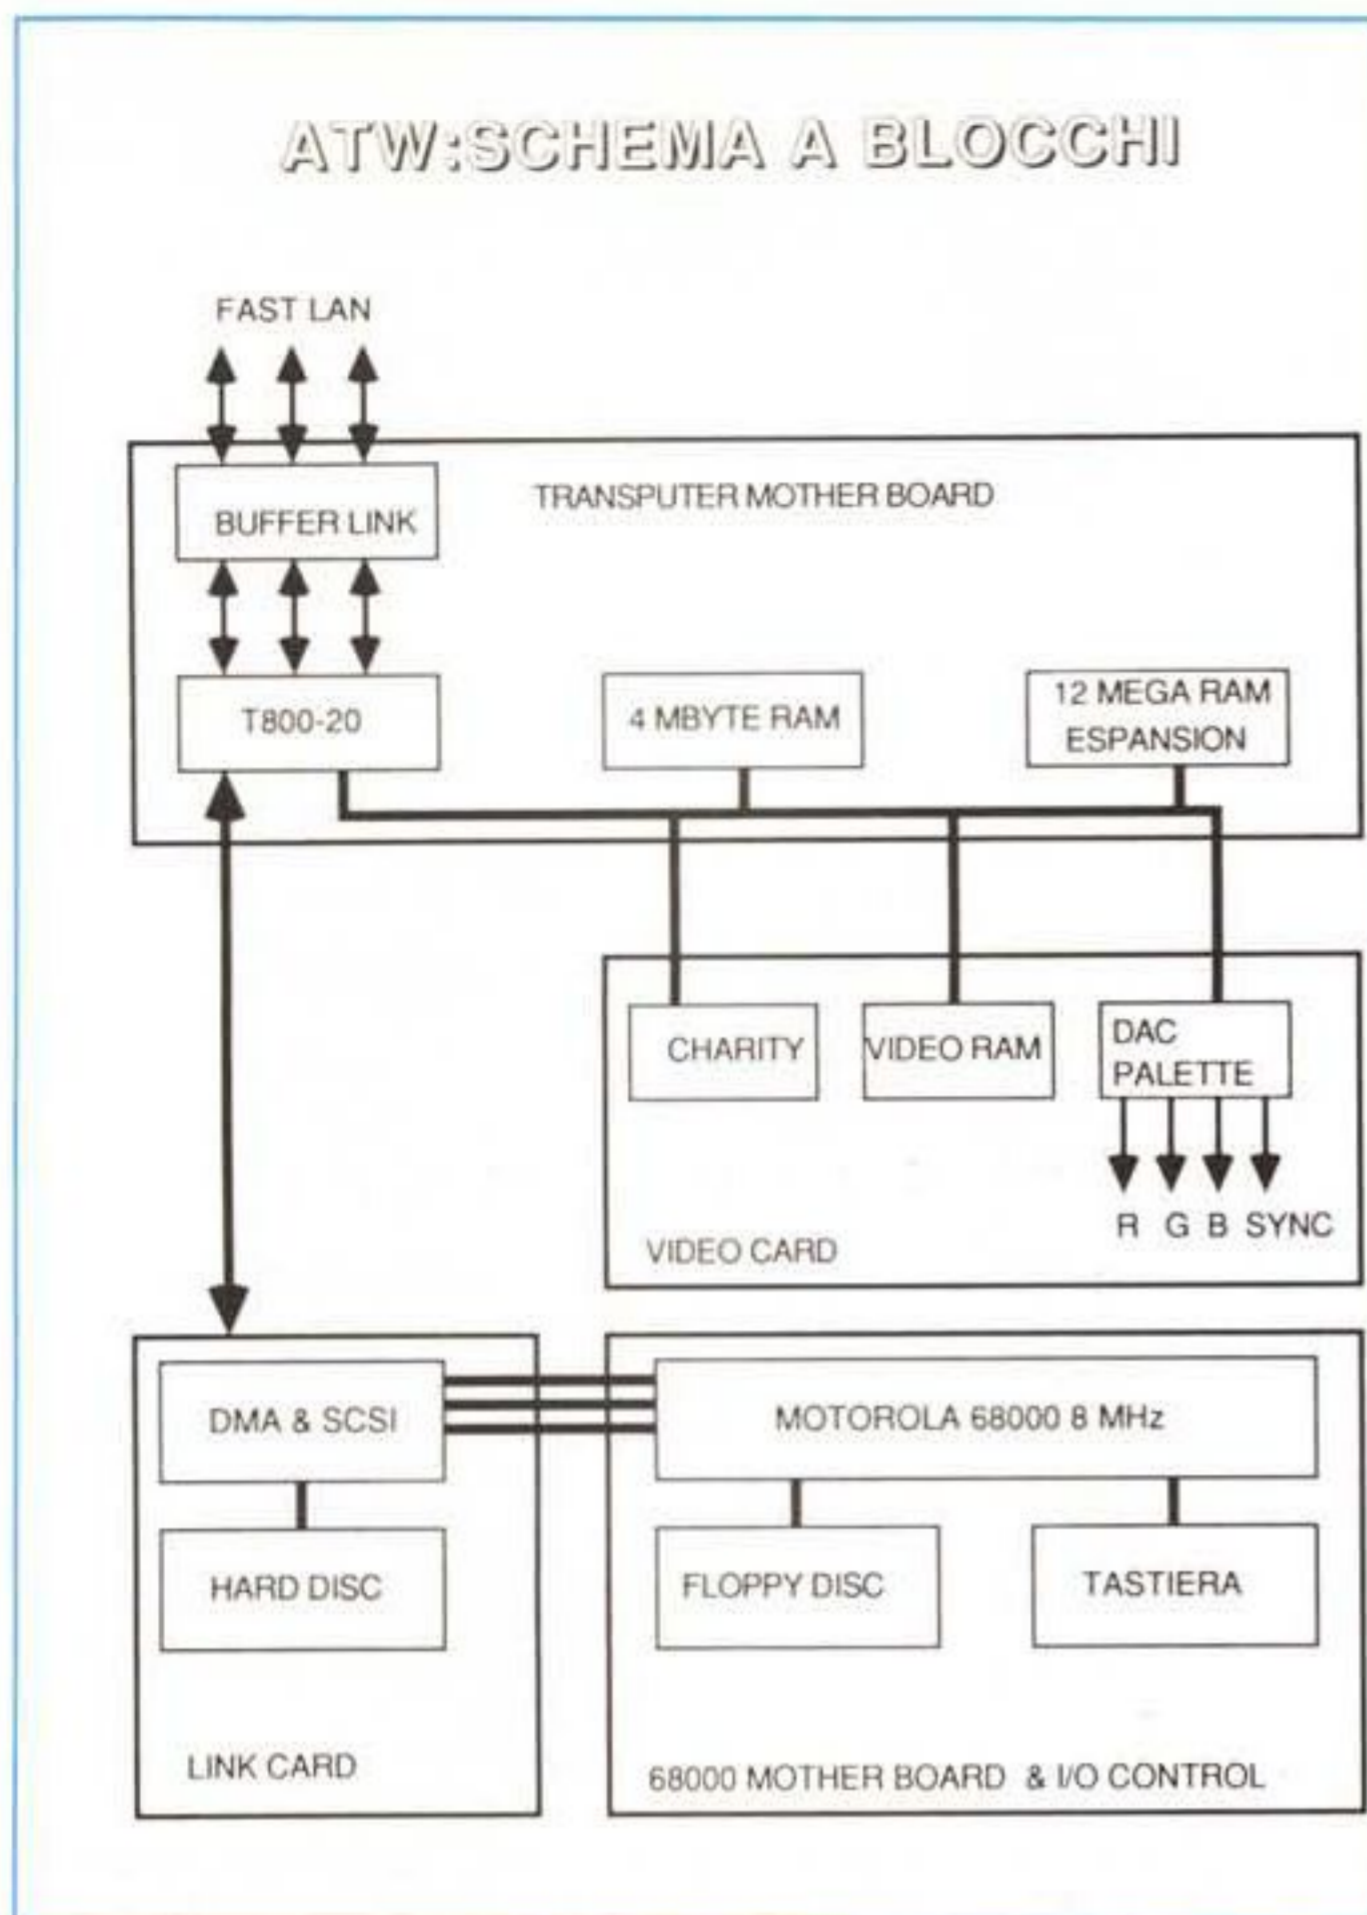 ATW:SCHEMA A BLOCCHI
FAST LAN
TRANSPUTER MOTHER BOARD
BUFFER LINK
T800-20
4 MBYTE RAM
12 MEGA RAM
ESPANSION
CHARITY
VIDEO RAM
DAC
PALETTE
R G B SYNC
VIDEO CARD
DMA & SCSI
MOTOROLA 68000 8 MHz
HARD DISC
FLOPPY DISC
TASTIERA
LINK CARD
68000 MOTHER BOARD & I/O CONTROL